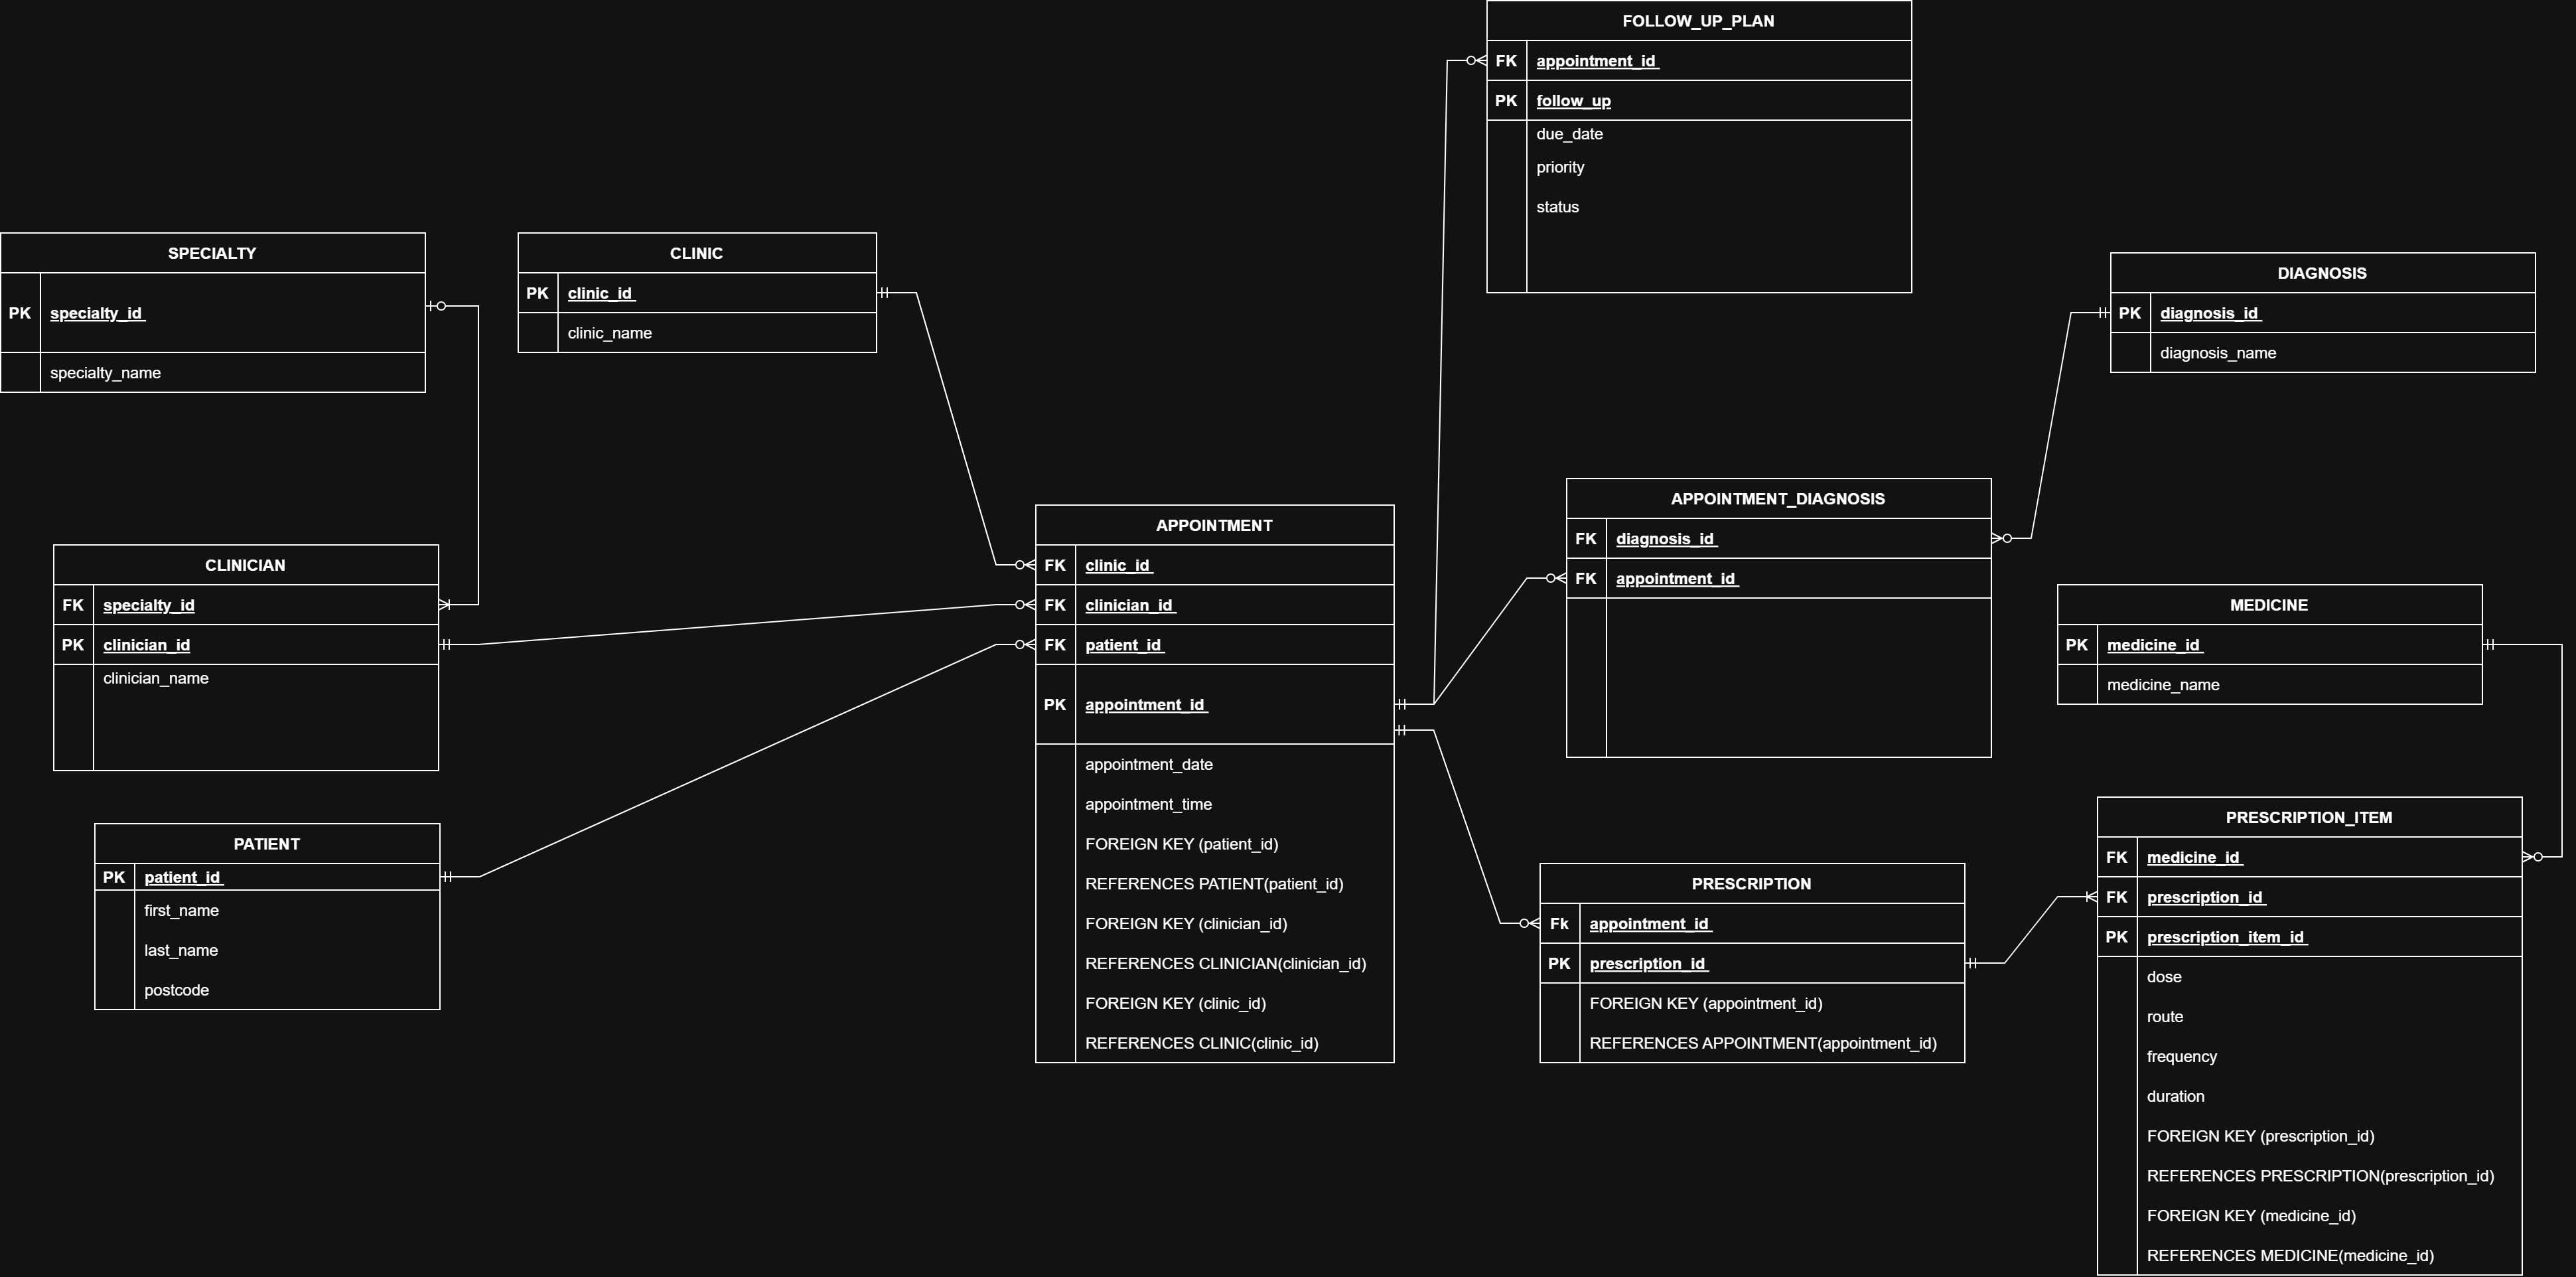 FOLLOW_UP_PLAN
FK appointment_id
PK follow_up
due_date
priority
status
SPECIALTY
PK specialty_id
specialty_name
CLINIC
PK clinic_id
clinic_name
DIAGNOSIS
PK diagnosis_id
diagnosis_name
CLINICIAN
FK specialty_id
PK clinician_id
clinician_name
APPOINTMENT
FK clinic_id
FK clinician_id
FK patient_id
PK appointment_id
appointment_date
appointment_time
FOREIGN KEY (patient_id)
REFERENCES PATIENT(patient_id)
FOREIGN KEY (clinician_id)
REFERENCES CLINICIAN(clinician_id)
FOREIGN KEY (clinic_id)
REFERENCES CLINIC(clinic_id)
APPOINTMENT_DIAGNOSIS
FK diagnosis_id
FK appointment_id
MEDICINE
PK medicine_id
medicine_name
PATIENT
PK patient_id
first_name
last_name
postcode
PRESCRIPTION
Fk appointment_id
PK prescription_id
FOREIGN KEY (appointment_id)
REFERENCES APPOINTMENT(appointment_id)
PRESCRIPTION_ITEM
FK medicine_id
FK prescription_id
PK prescription_item_id
dose
route
frequency
duration
FOREIGN KEY (prescription_id)
REFERENCES PRESCRIPTION(prescription_id)
FOREIGN KEY (medicine_id)
REFERENCES MEDICINE(medicine_id)